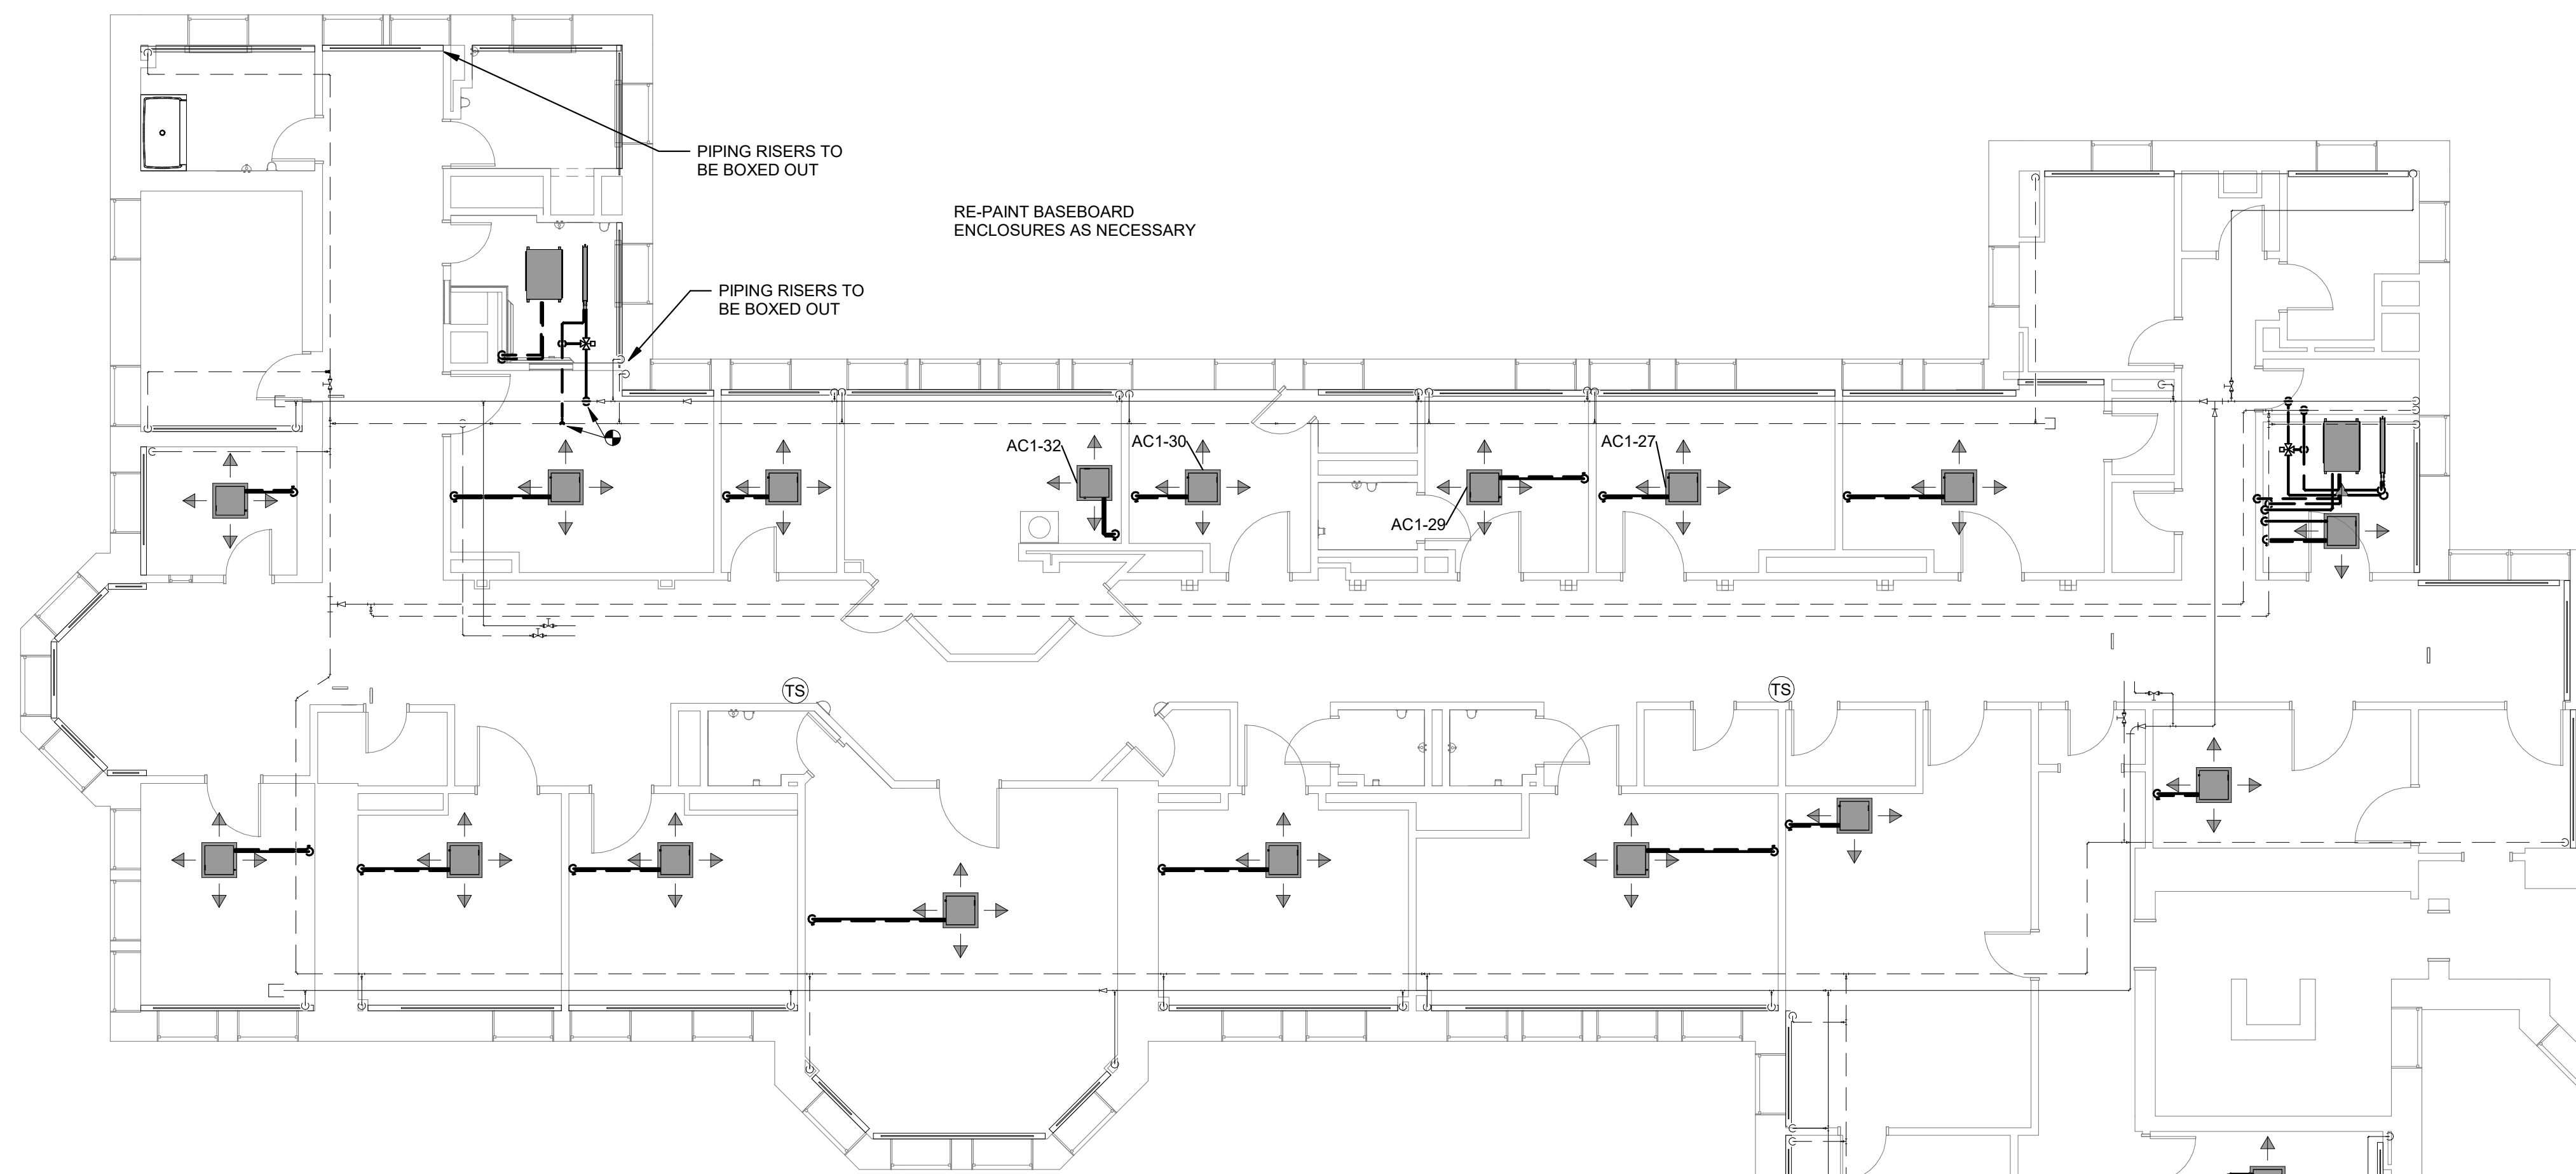 PIPING RISERS TO
BE BOXED OUT
RE-PAINT BASEBOARD
ENCLOSURES AS NECESSARY
PIPING RISERS TO
BE BOXED OUT
AC1-32
AC1-30
AC1-27
AC1-29
TS
TS